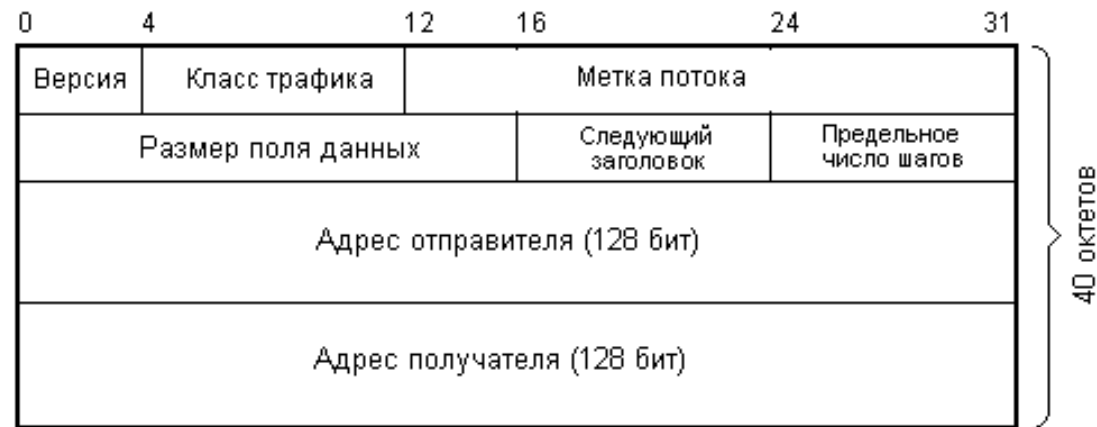 0 4 12 16 24 31
Версия Класс трафика Метка потока
Размер поля данных Следующий заголовок Предельное число шагов
Адрес отправителя (128 бит)
Адрес получателя (128 бит)
40 октетов